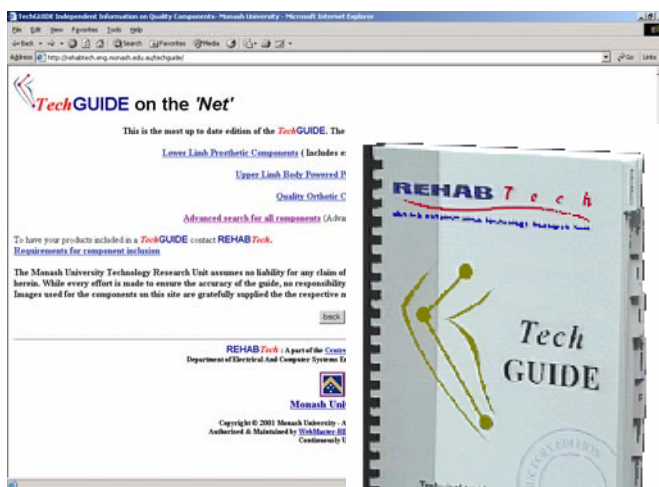 TechGUIDE Independent Information on Quality Components- Monash University - Microsoft Internet Explorer
File Edit View Favorites Tools Help
Back Search Favorites Media
Address http://rehabtech.eng.monash.edu.au/techguide/ Go Links
TechGUIDE on the 'Net'
This is the most up to date edition of the TechGUIDE. The
Lower Limb Prosthetic Components ( Includes e
Upper Limb Body Powered P
Quality Orthotic C
Advanced search for all components (Adva
To have your products included in a TechGUIDE contact REHABTech.
Requirements for component inclusion
The Monash University Technology Research Unit assumes no liability for any claim of
herein. While every effort is made to ensure the accuracy of the guide, no responsibility
Images used for the components on this site are gratefully supplied the the respective m
back
REHABTech : A part of the Centre
Department of Electrical And Computer Systems En
Monash Uni
Copyright © 2001 Monash University - A
Authorized & Maintained by WebMaster-RE
Continuously U
REHAB Tech
Tech
GUIDE